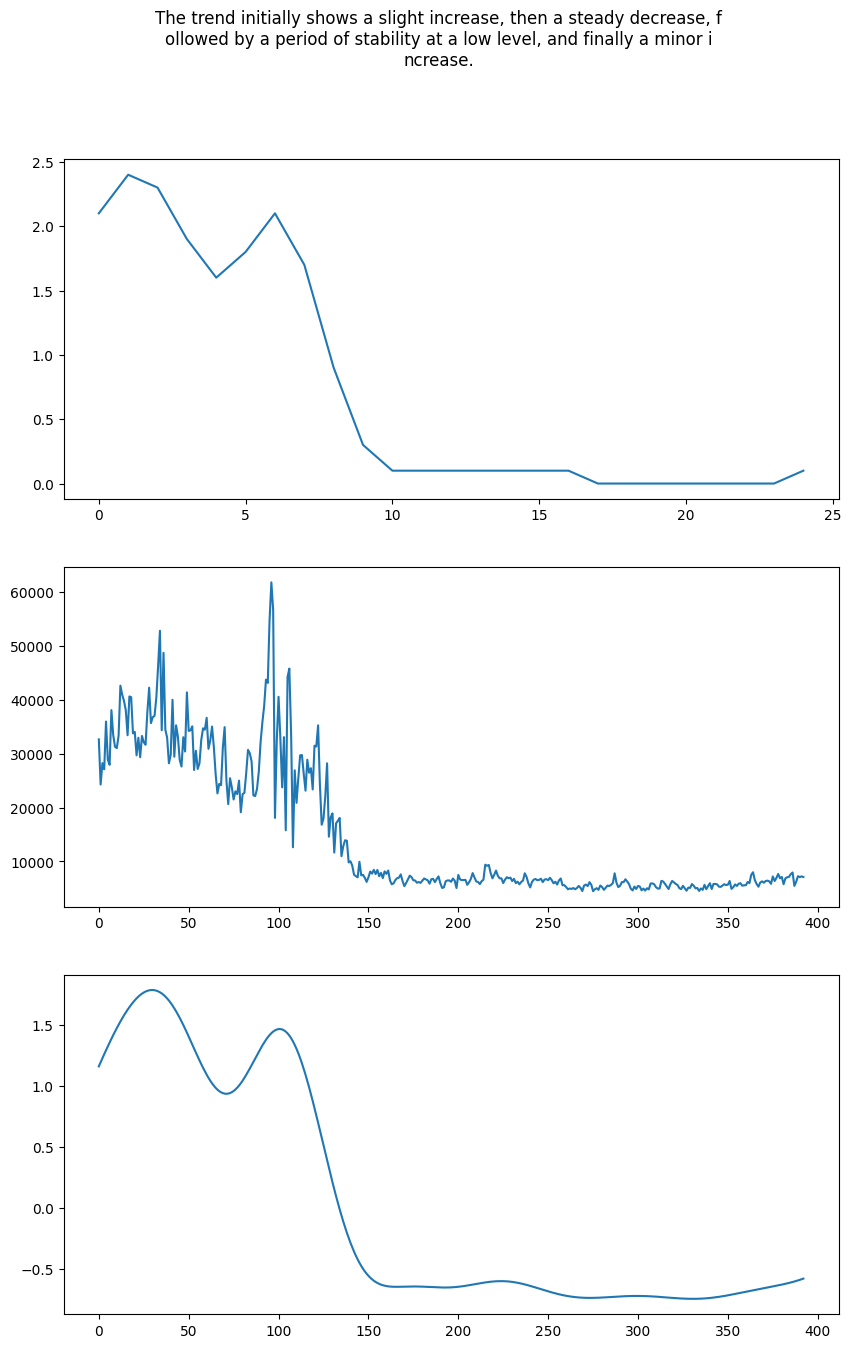 The trend initially shows a slight increase, then a steady decrease, f
ollowed by a period of stability at a low level, and finally a minor i
ncrease.
2.5
2.0
1.5
1.0
0.5
0.0
0 5 10 15 20 25
60000
50000
40000
30000
20000
10000
0 50 100 150 200 250 300 350 400
1.5
1.0
0.5
0.0
−0.5
0 50 100 150 200 250 300 350 400